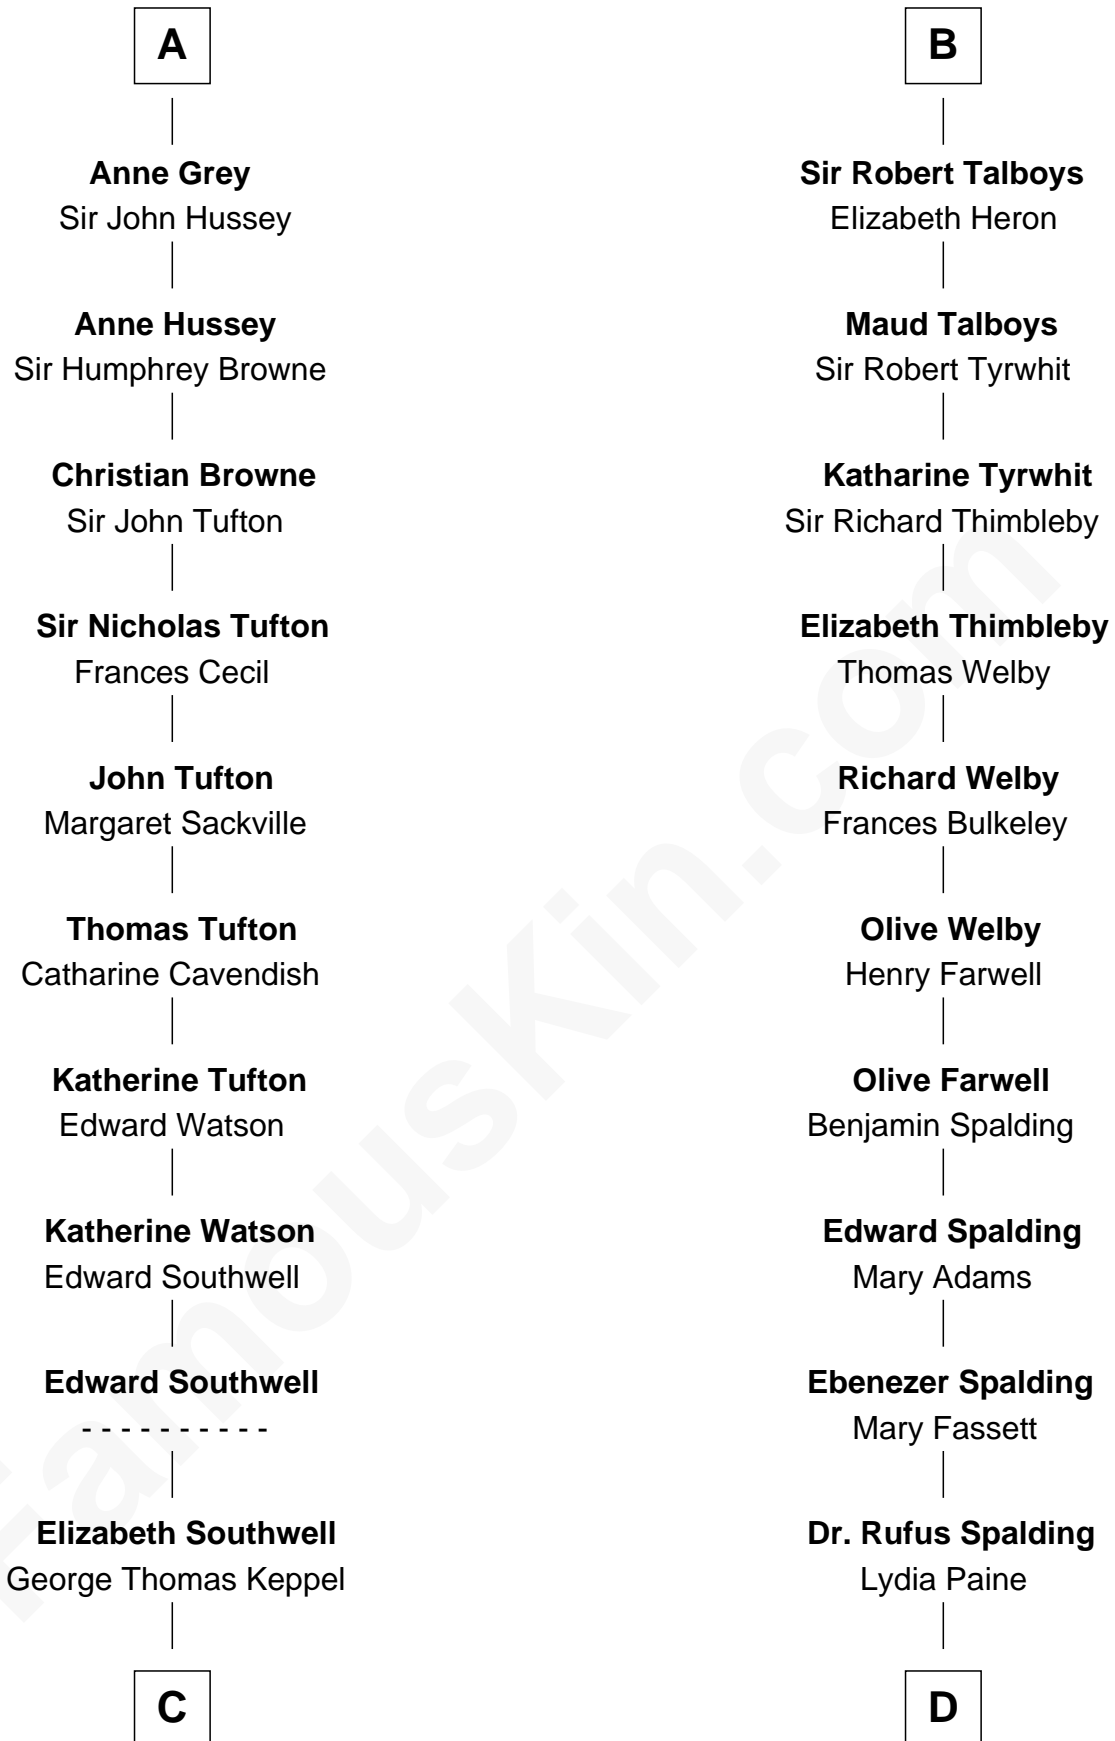 A
Anne Grey
Sir John Hussey
Anne Hussey
Sir Humphrey Browne
Christian Browne
Sir John Tufton
Sir Nicholas Tufton
Frances Cecil
John Tufton
Margaret Sackville
Thomas Tufton
Catharine Cavendish
Katherine Tufton
Edward Watson
Katherine Watson
Edward Southwell
Edward Southwell
- - - - - - - - - -
Elizabeth Southwell
George Thomas Keppel
C
B
Sir Robert Talboys
Elizabeth Heron
Maud Talboys
Sir Robert Tyrwhit
Katharine Tyrwhit
Sir Richard Thimbleby
Elizabeth Thimbleby
Thomas Welby
Richard Welby
Frances Bulkeley
Olive Welby
Henry Farwell
Olive Farwell
Benjamin Spalding
Edward Spalding
Mary Adams
Ebenezer Spalding
Mary Fassett
Dr. Rufus Spalding
Lydia Paine
D
FamousKin.com